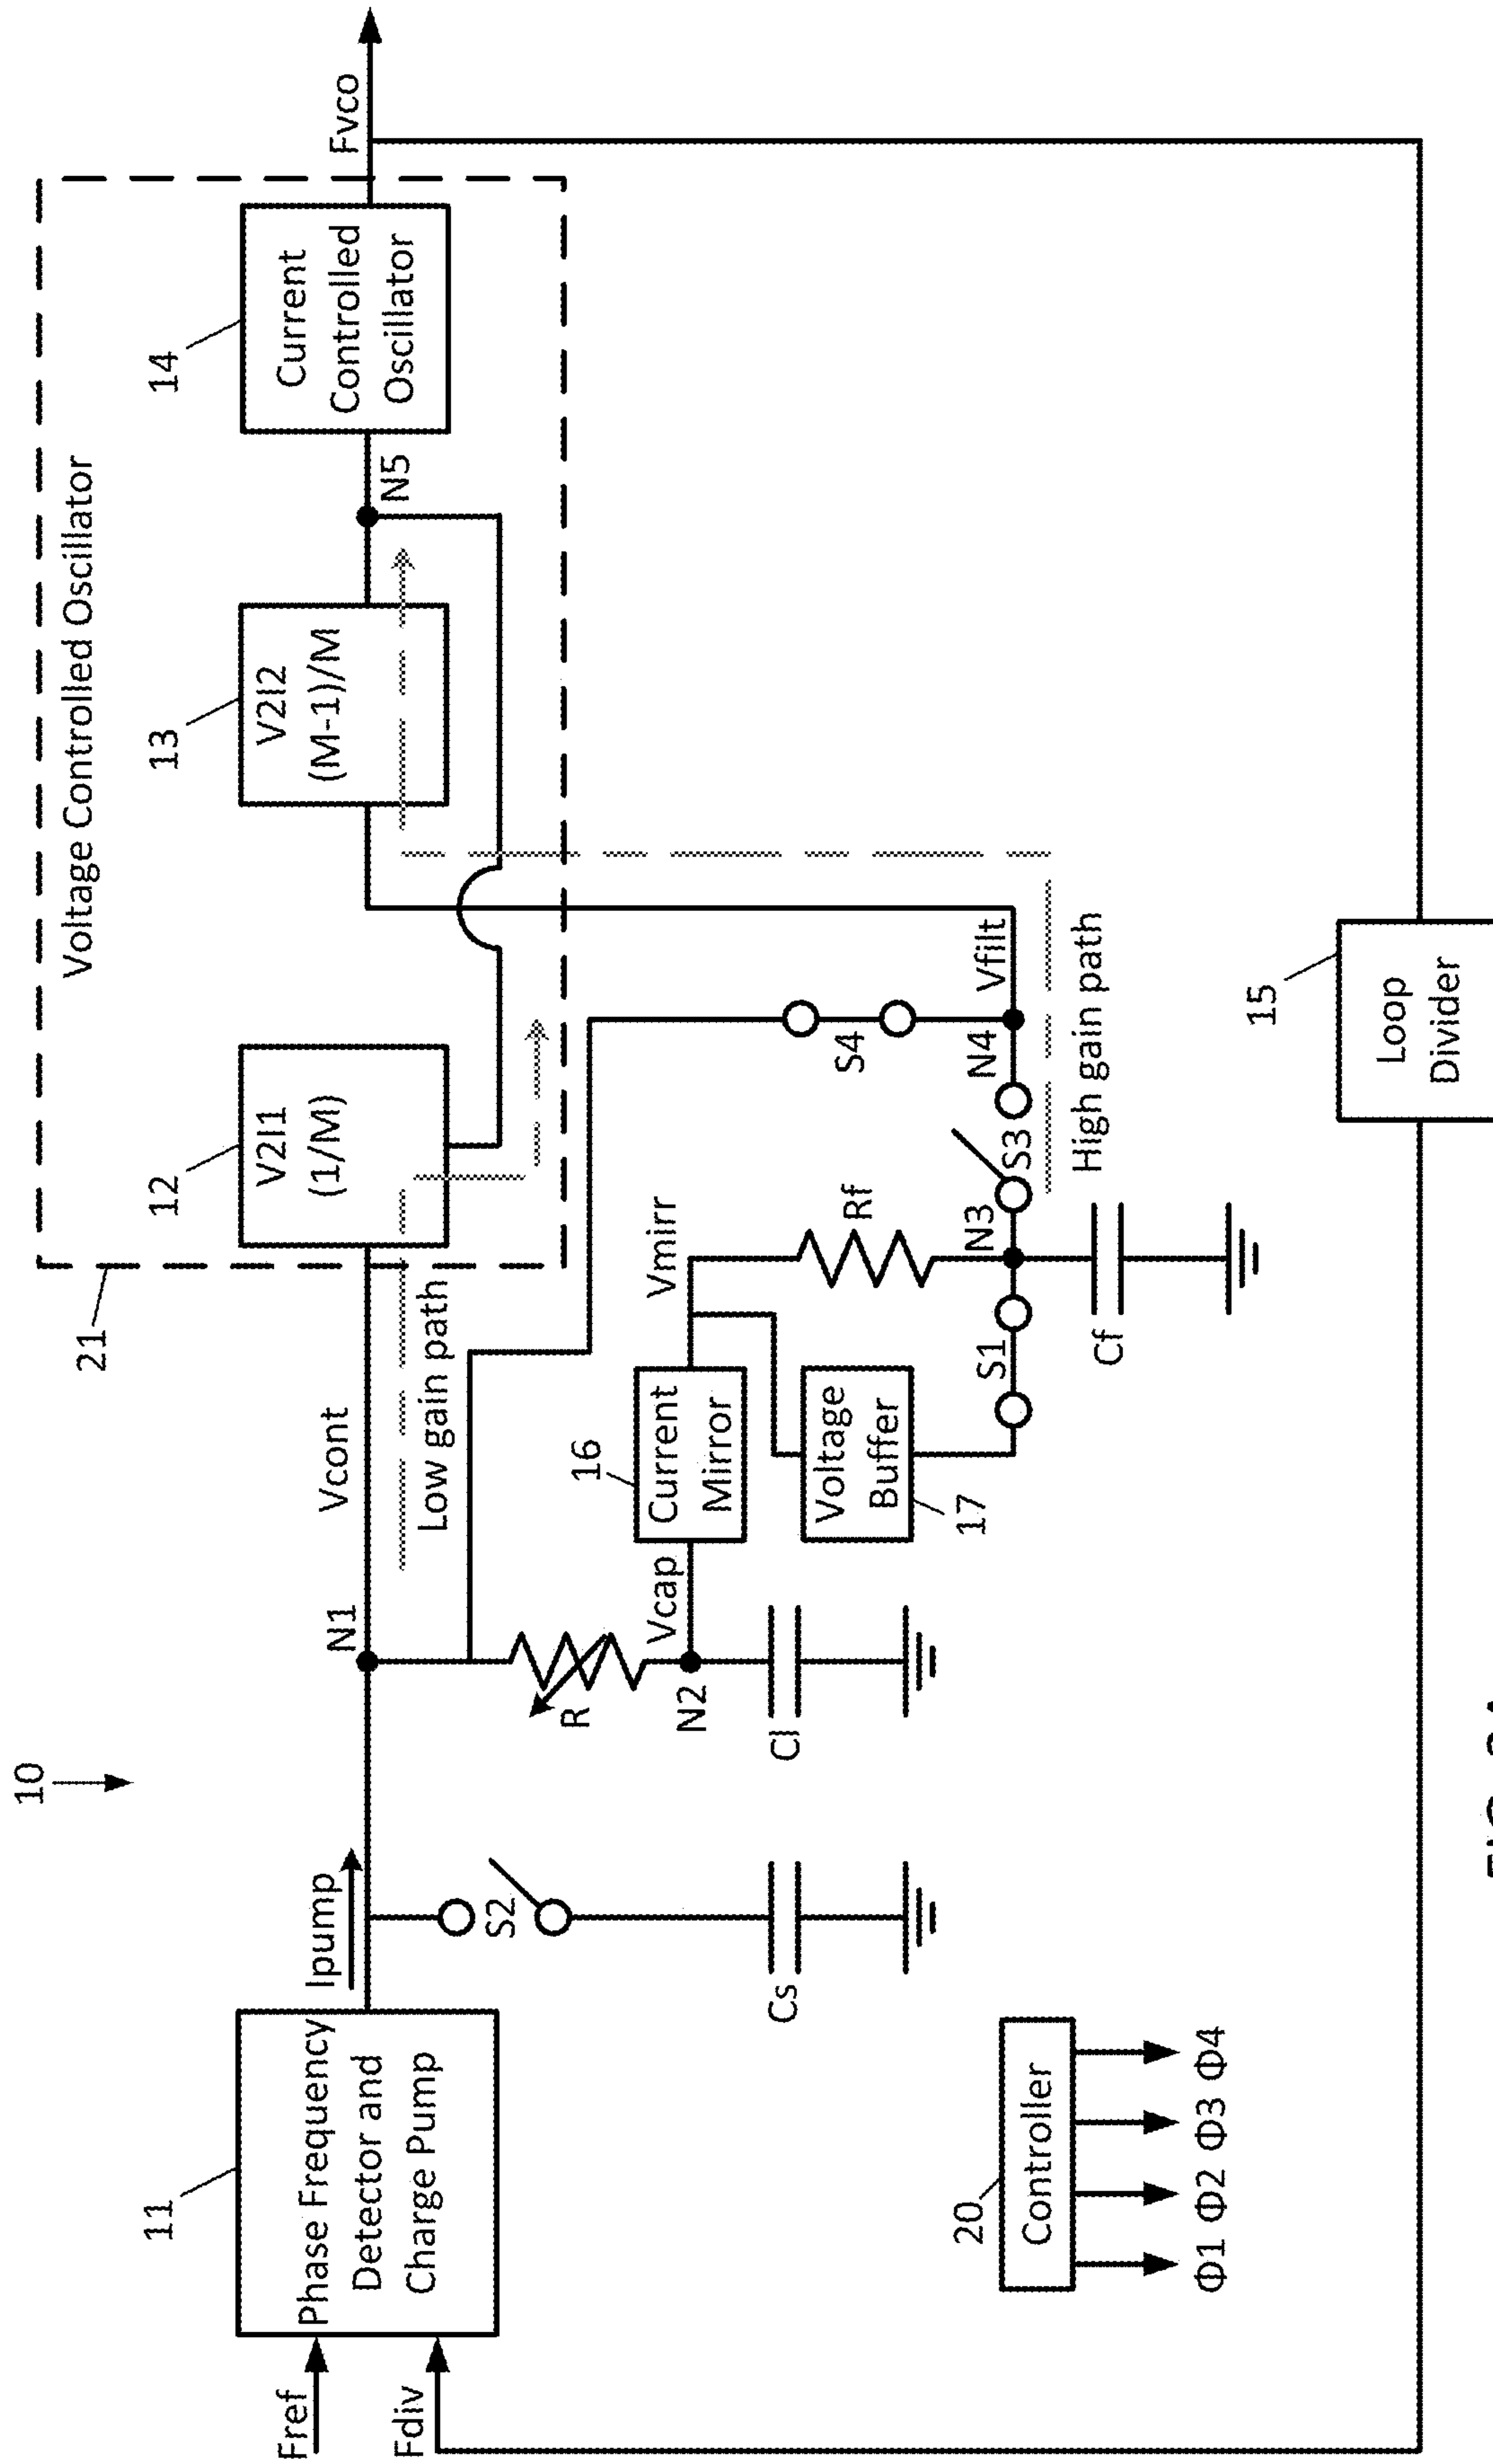 10
Voltage Controlled Oscillator
21
11
Phase Frequency
Detector and
Charge Pump
Fref
Fdiv
Ipump
N1
Vcont
Low gain path
12
V2I1
(1/M)
13
V2I2
(M-1)/M
N5
14
Current
Controlled
Oscillator
Fvco
S2
Cs
R
N2
Cl
Vcap
16
Current
Mirror
Vmirr
Voltage
Buffer
17
Rf
S1
N3
Cf
S3
N4
S4
Vfilt
High gain path
20
Controller
Φ1 Φ2 Φ3 Φ4
15
Loop
Divider